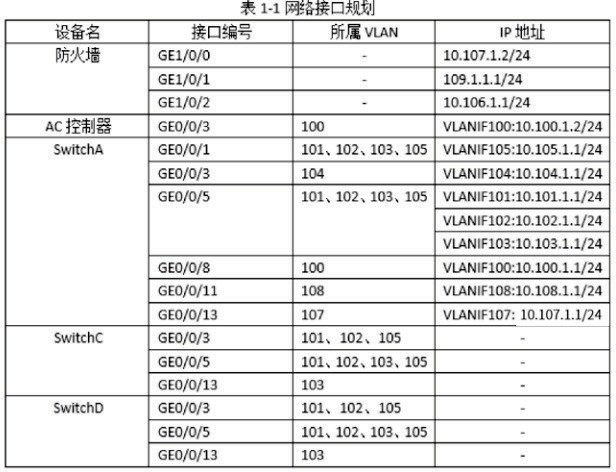 表 1-1 网络接口规划
设备名 接口编号 所属 VLAN IP 地址
防火墙 GE1/0/0 - 10.107.1.2/24
GE1/0/1 - 109.1.1.1/24
GE1/0/2 - 10.106.1.1/24
AC 控制器 GE0/0/3 100 VLANIF100:10.100.1.2/24
SwitchA GE0/0/1 101、102、103、105 VLANIF105:10.105.1.1/24
GE0/0/3 104 VLANIF104:10.104.1.1/24
GE0/0/5 101、102、103、105 VLANIF101:10.101.1.1/24
VLANIF102:10.102.1.1/24
VLANIF103:10.103.1.1/24
GE0/0/8 100 VLANIF100:10.100.1.1/24
GE0/0/11 108 VLANIF108:10.108.1.1/24
GE0/0/13 107 VLANIF107: 10.107.1.1/24
SwitchC GE0/0/3 101、102、105 -
GE0/0/5 101、102、103、105 -
GE0/0/13 103 -
SwitchD GE0/0/3 101、102、105 -
GE0/0/5 101、102、103、105 -
GE0/0/13 103 -